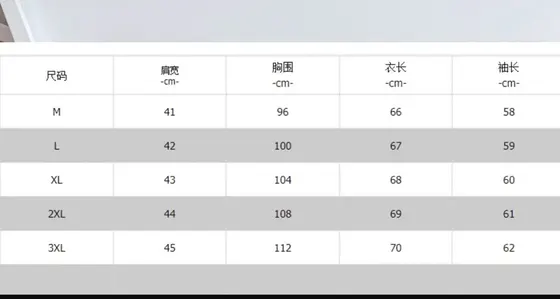 尺码 肩宽 -cm- 胸围 -cm- 衣长 -cm- 袖长 -cm-
M 41 96 66 58
L 42 100 67 59
XL 43 104 68 60
2XL 44 108 69 61
3XL 45 112 70 62